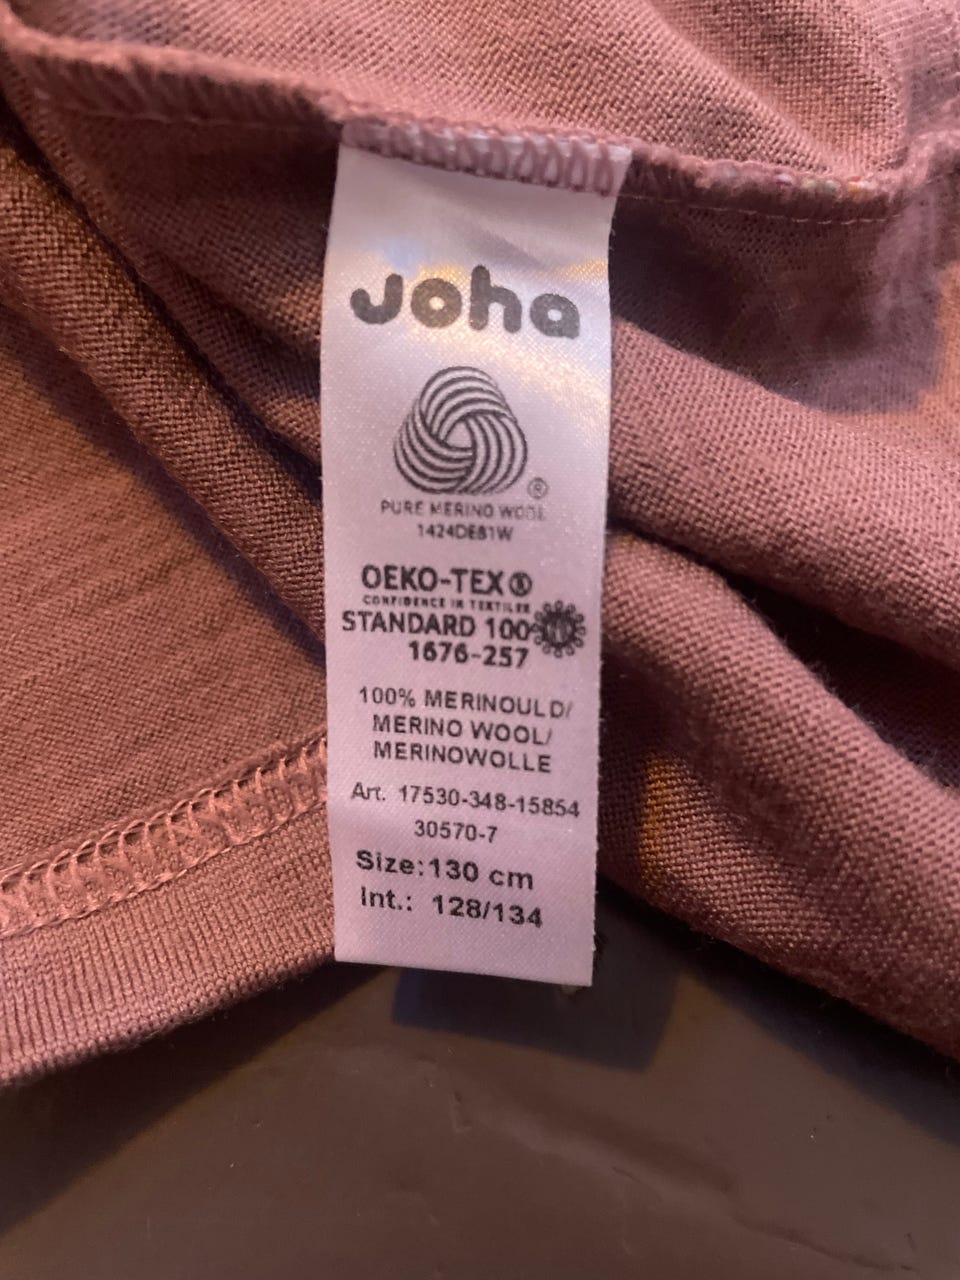 Joha
®
PURE MERINO WOOL
1424DE81W
OEKO-TEX®
CONFIDENCE IN TEXTILES
STANDARD 100
1676-257
100% MERINOULD/
MERINO WOOL/
MERINOWOLLE
Art. 17530-348-15854
30570-7
Size:130 cm
Int.: 128/134